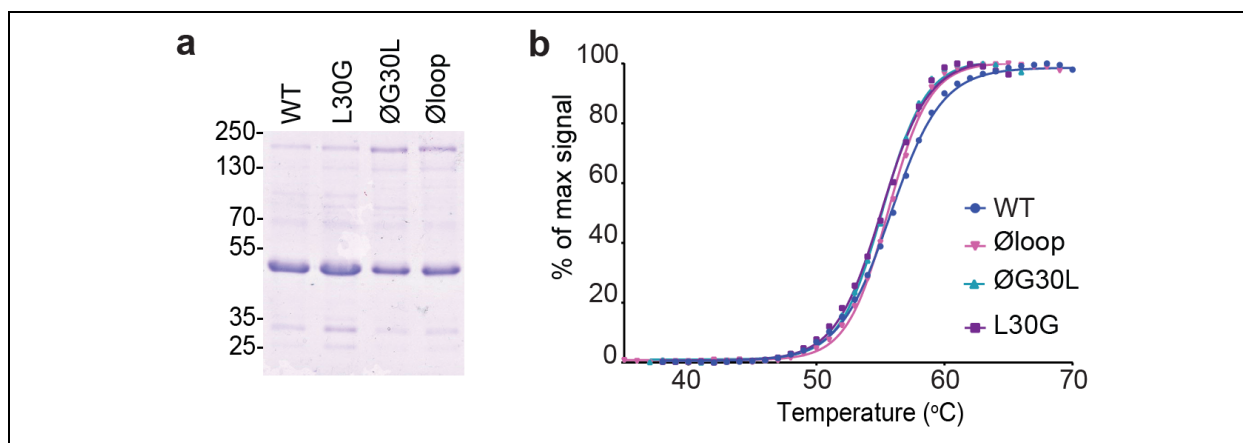 a
WT
L30G
ØG30L
Øloop
250
130
70
55
35
25
b
100
80
60
40
20
0
% of max signal
40
50
60
70
Temperature (°C)
WT
Øloop
ØG30L
L30G